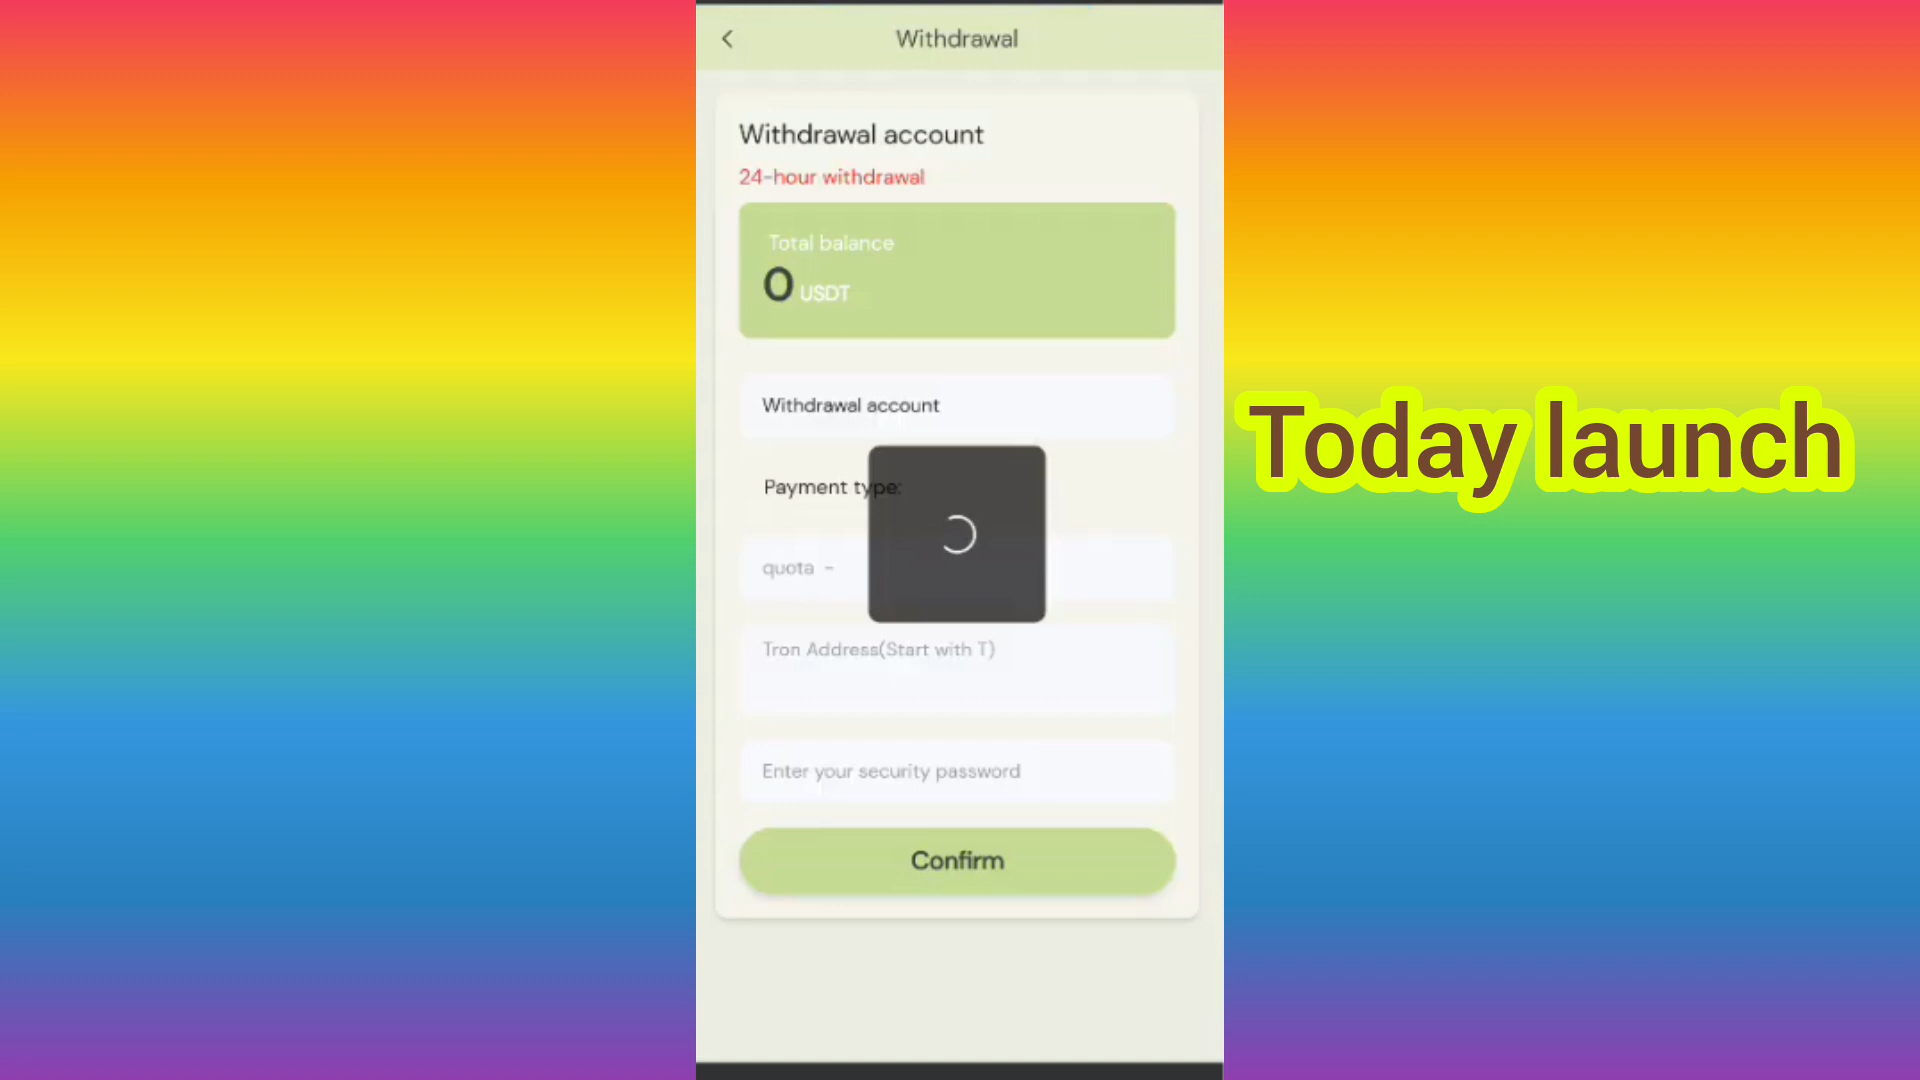 Withdrawal
Withdrawal account
24-hour withdrawal
Total balance
0 USDT
Withdrawal account
Payment type:
quota -
Tron Address(Start with T)
Enter your security password
Confirm
Today launch